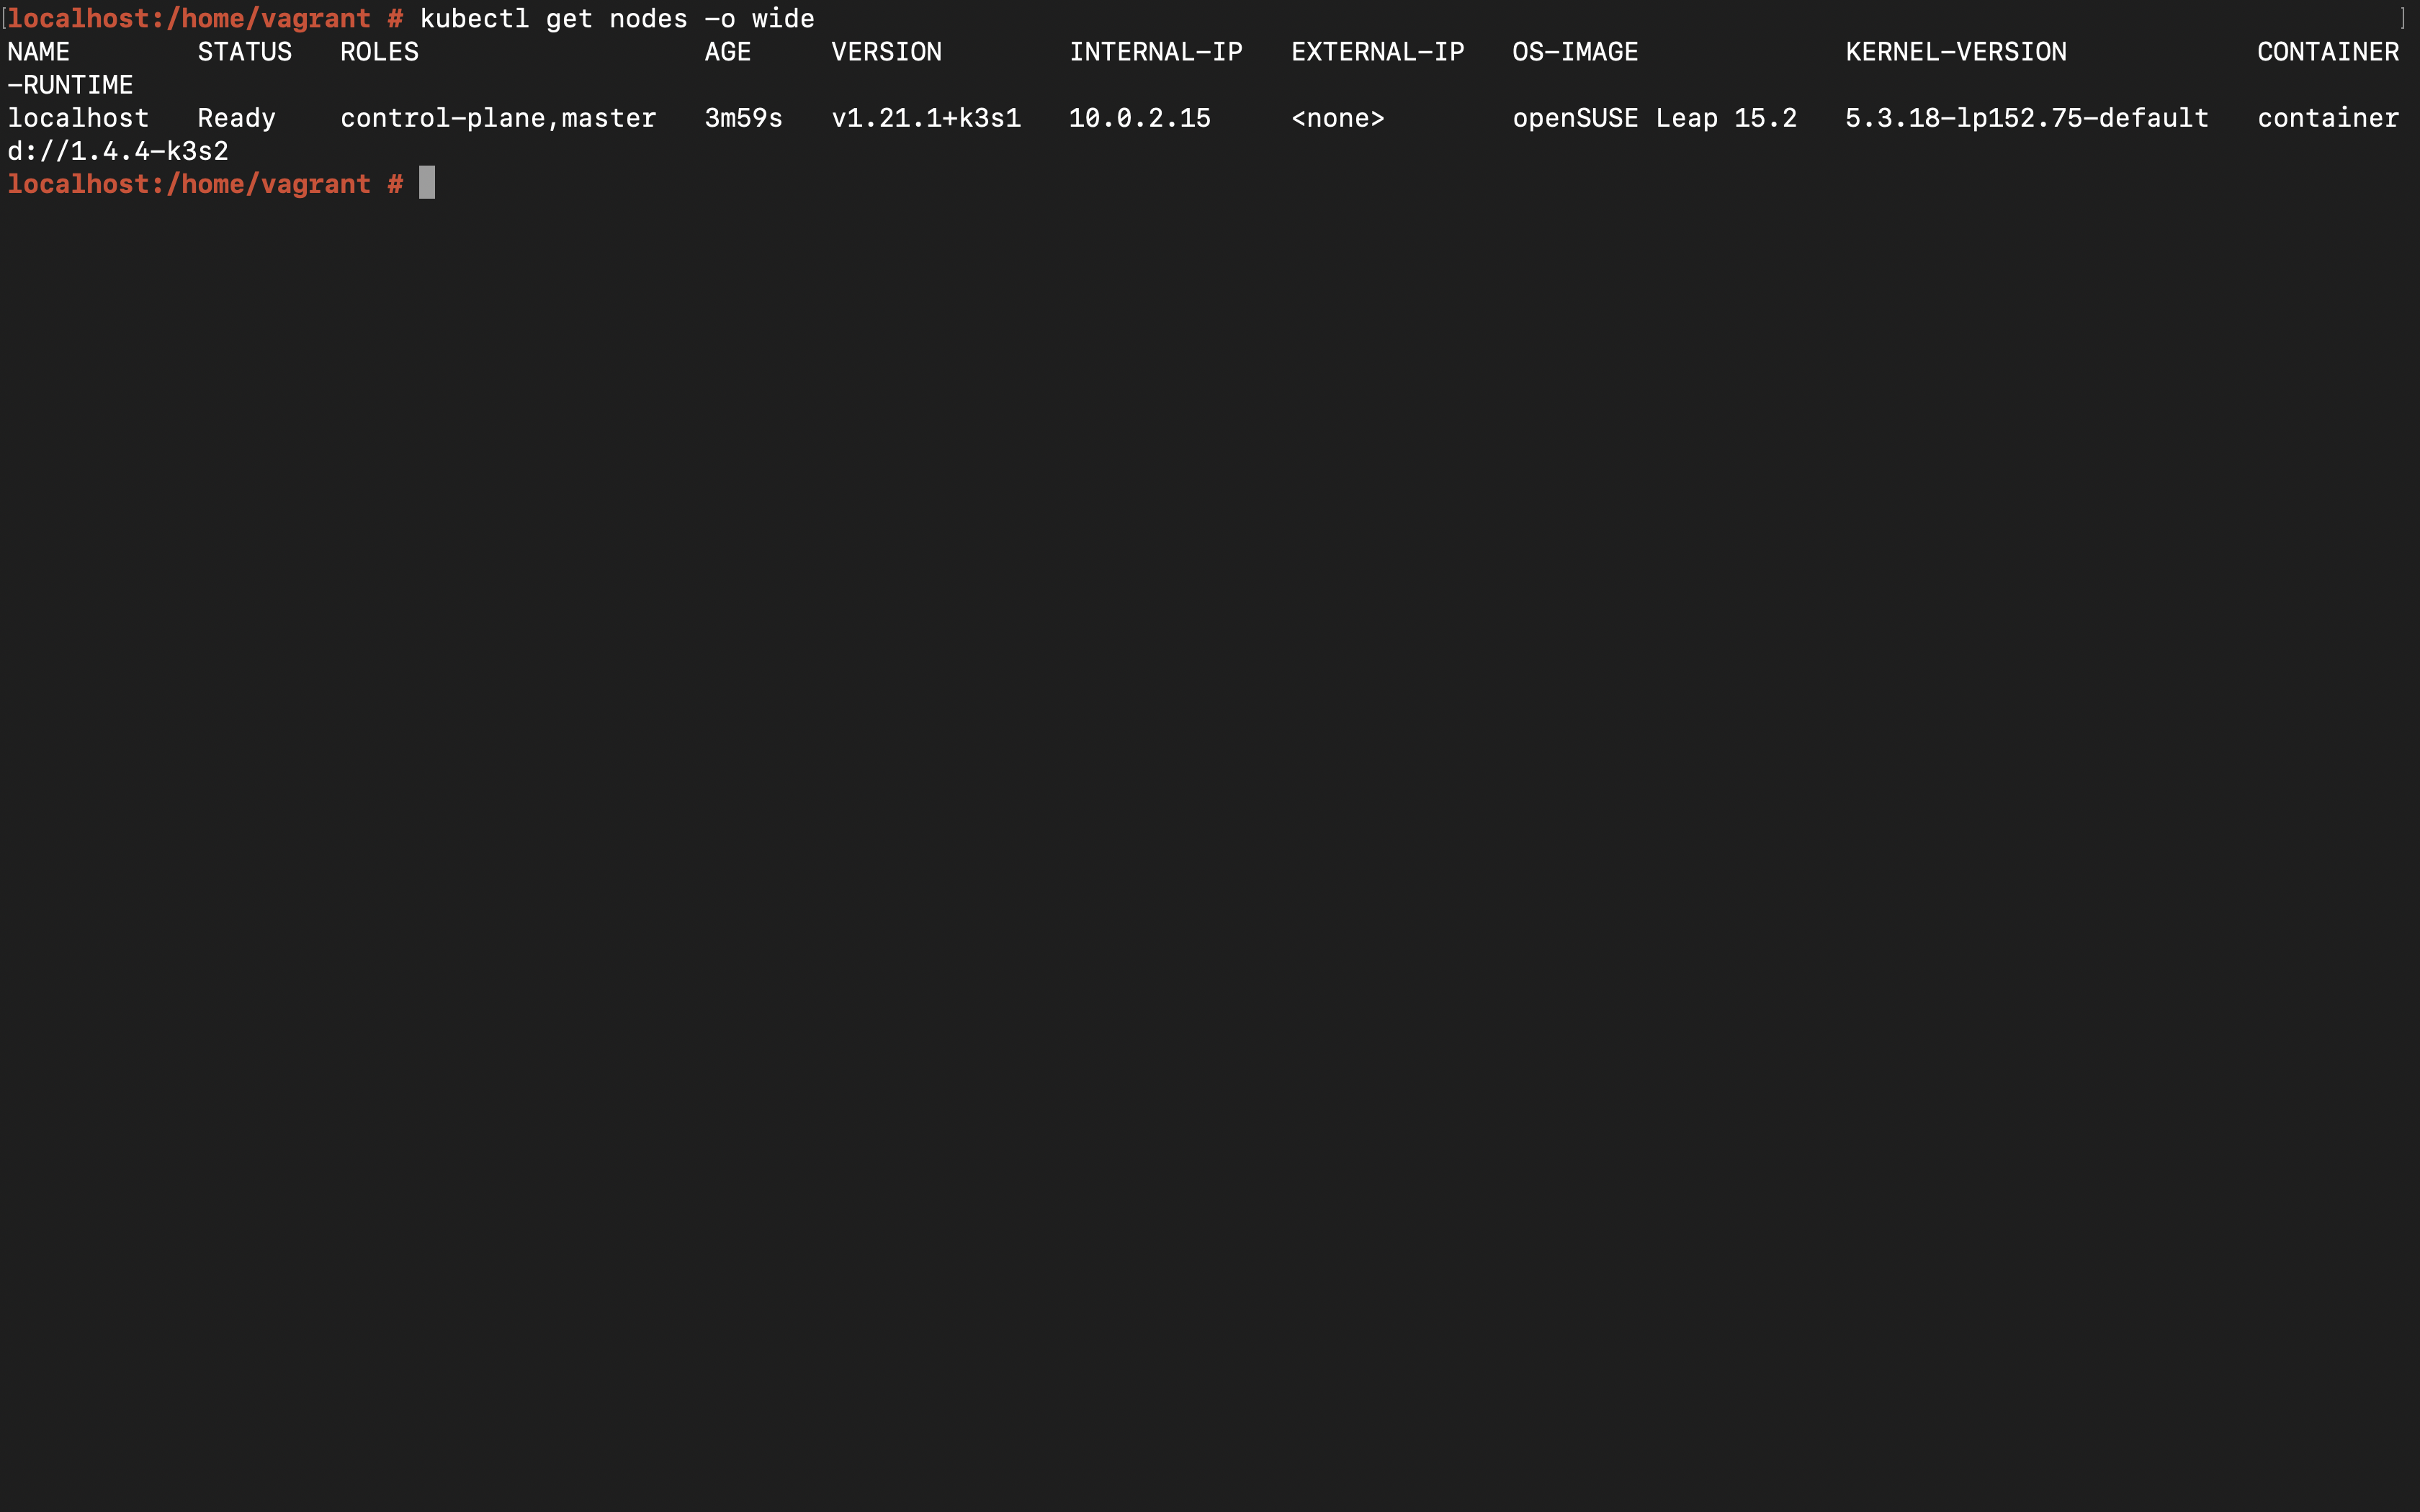 localhost:/home/vagrant # kubectl get nodes -o wide
NAME        STATUS   ROLES                  AGE     VERSION        INTERNAL-IP   EXTERNAL-IP   OS-IMAGE             KERNEL-VERSION            CONTAINER
-RUNTIME
localhost   Ready    control-plane,master   3m59s   v1.21.1+k3s1   10.0.2.15     <none>        openSUSE Leap 15.2   5.3.18-lp152.75-default   container
d://1.4.4-k3s2
localhost:/home/vagrant #